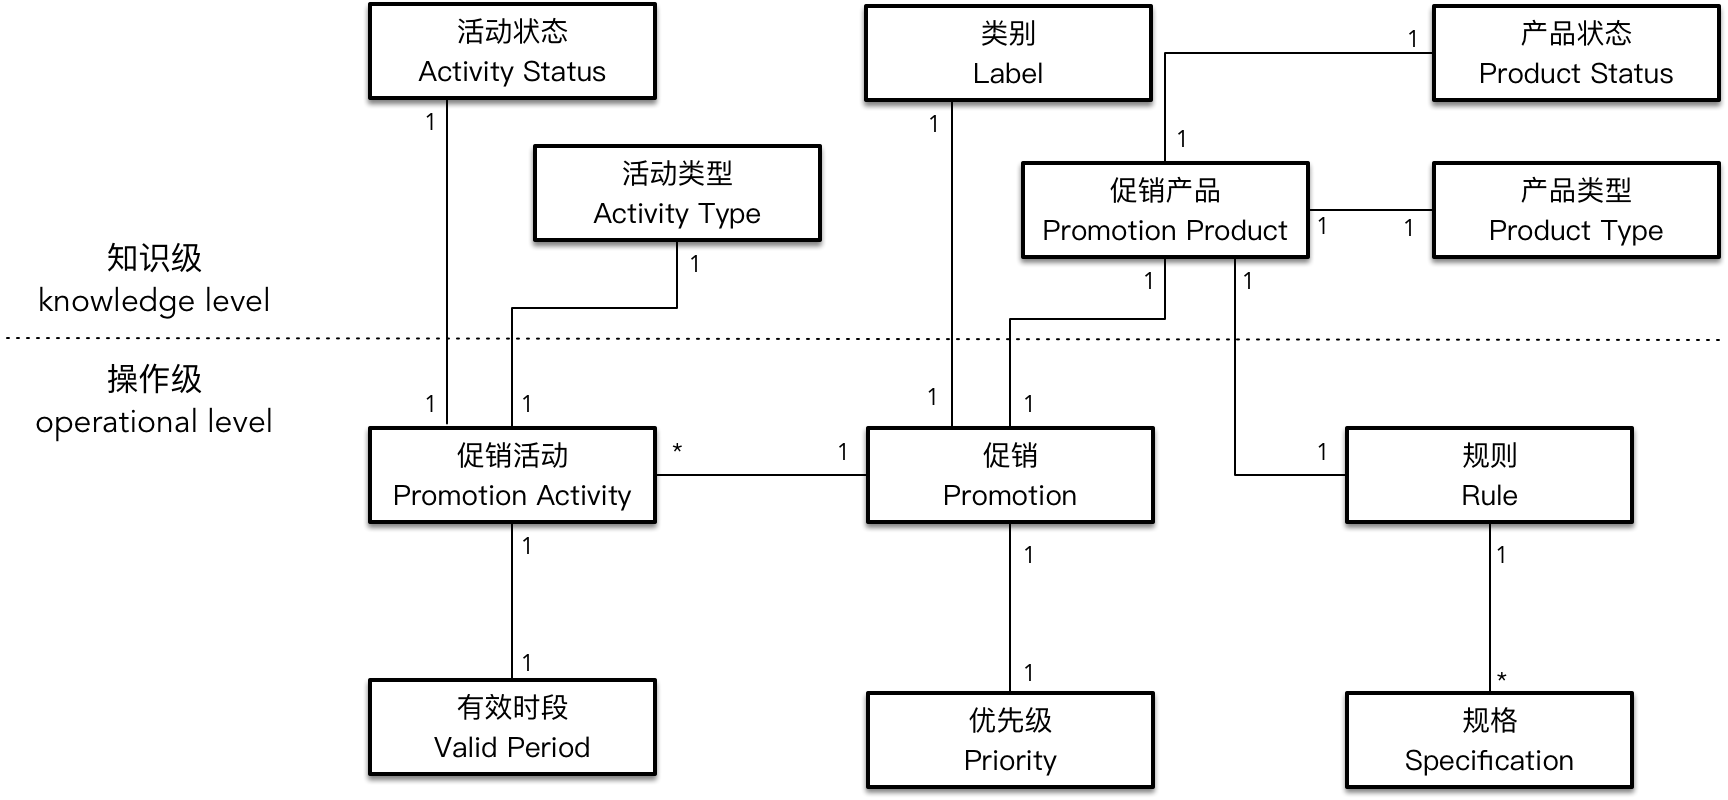 活动状态
Activity Status
类别
Label
产品状态
Product Status
1
1
1
1
活动类型
Activity Type
促销产品
Promotion Product
产品类型
Product Type
1
1
知识级
knowledge level
1
1
1
操作级
operational level
1
1
1
1
促销活动
Promotion Activity
*
1
促销
Promotion
1
规则
Rule
1
1
1
1
1
*
有效时段
Valid Period
优先级
Priority
规格
Specification